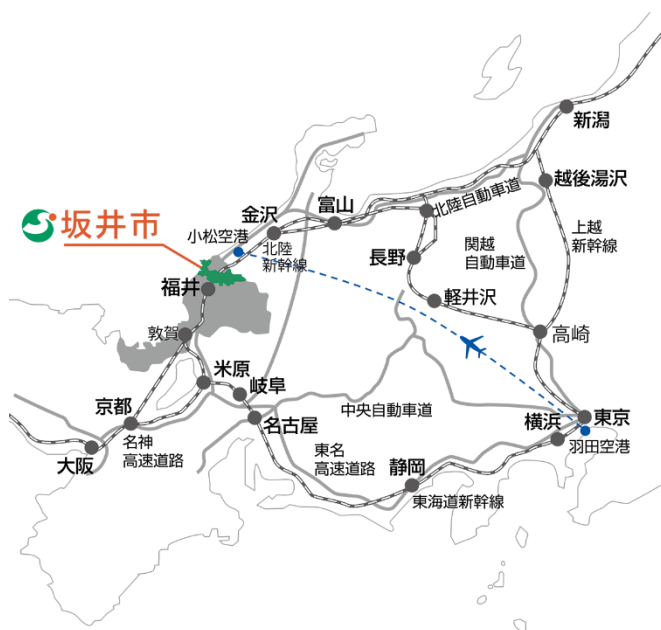 新潟
越後湯沢
坂井市
富山
北陸自動車道
金沢
小松空港
北陸
新幹線
長野
関越
自動車道
上越
新幹線
福井
軽井沢
高崎
敦賀
米原
岐阜
京都
名古屋
中央自動車道
東京
横浜
羽田空港
名神
高速道路
大阪
東名
高速道路
静岡
東海道新幹線